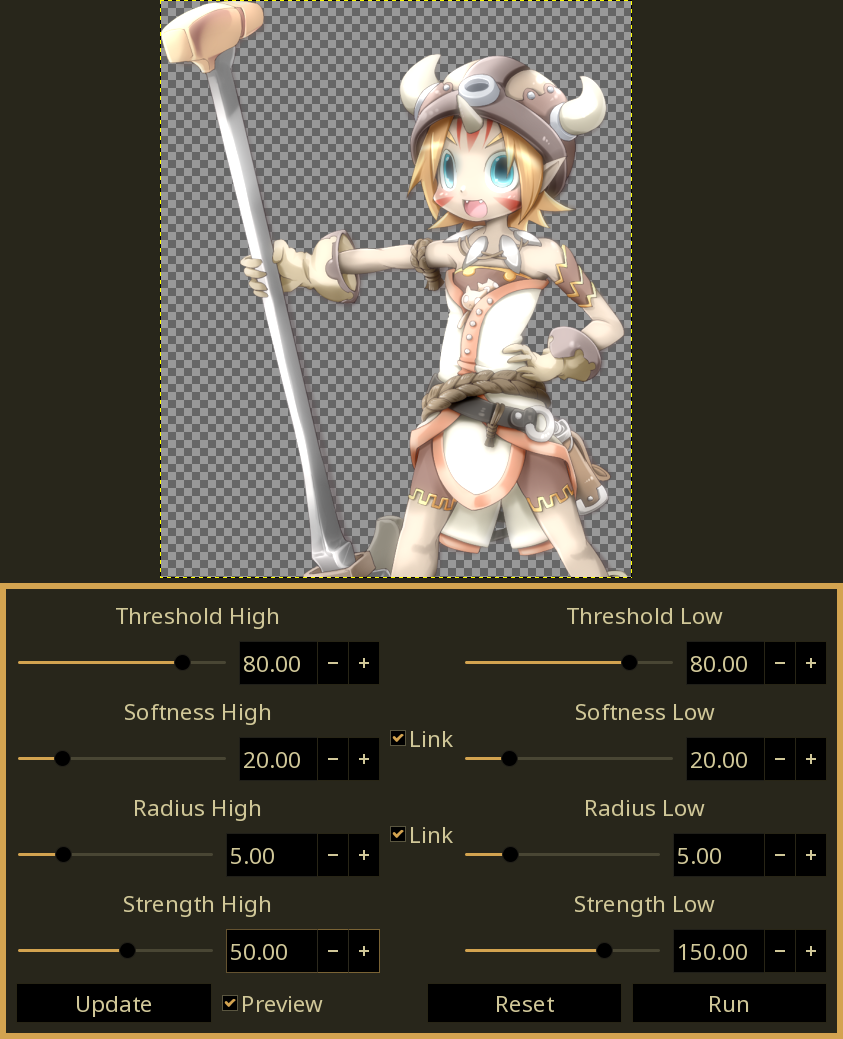 Threshold High
Threshold Low
80.00 − +
80.00 − +
Softness High
Softness Low
Link
20.00 − +
20.00 − +
Radius High
Radius Low
Link
5.00 − +
5.00 − +
Strength High
Strength Low
50.00 − +
150.00 − +
Update
Preview
Reset
Run